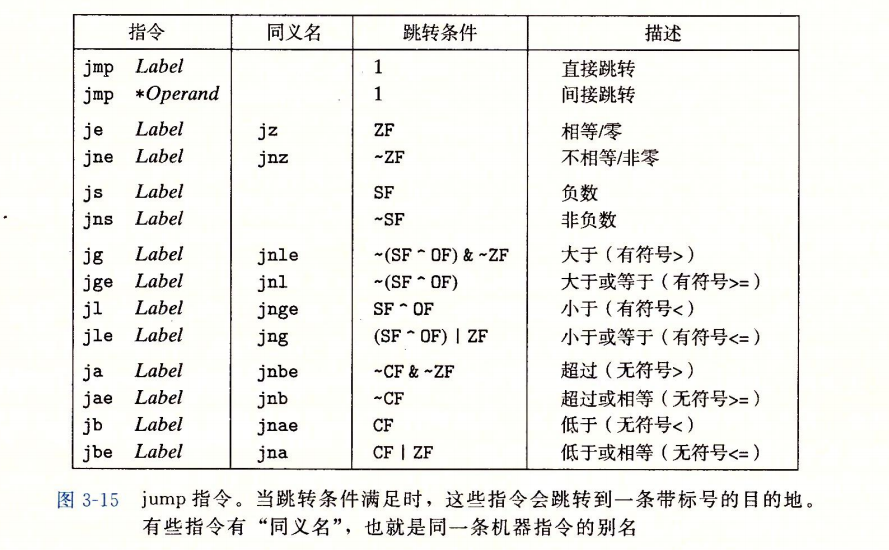 指令 同义名 跳转条件 描述
jmp Label 1 直接跳转
jmp *Operand 1 间接跳转
je Label jz ZF 相等/零
jne Label jnz ~ZF 不相等/非零
js Label SF 负数
jns Label ~SF 非负数
jg Label jnle ~(SF ^ OF) & ~ZF 大于（有符号>）
jge Label jnl ~(SF ^ OF) 大于或等于（有符号>=）
jl Label jnge SF ^ OF 小于（有符号<）
jle Label jng (SF ^ OF) | ZF 小于或等于（有符号<=）
ja Label jnbe ~CF & ~ZF 超过（无符号>）
jae Label jnb ~CF 超过或相等（无符号>=）
jb Label jnae CF 低于（无符号<）
jbe Label jna CF | ZF 低于或相等（无符号<=）
图 3-15 jump 指令。当跳转条件满足时，这些指令会跳转到一条带标号的目的地。
有些指令有“同义名”，也就是同一条机器指令的别名